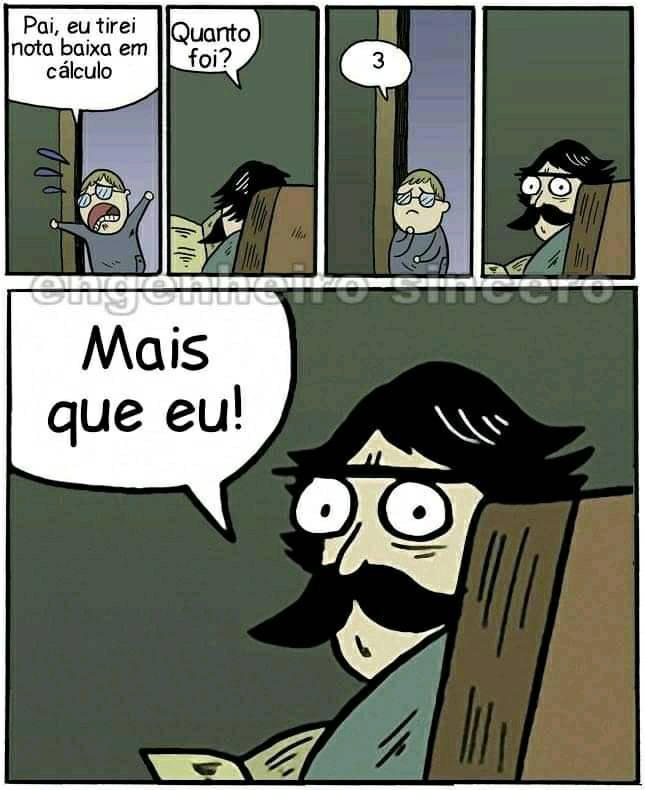 Pai, eu tirei
nota baixa em
cálculo
Quanto
foi?
3
engenheiro sincero
Mais
que eu!